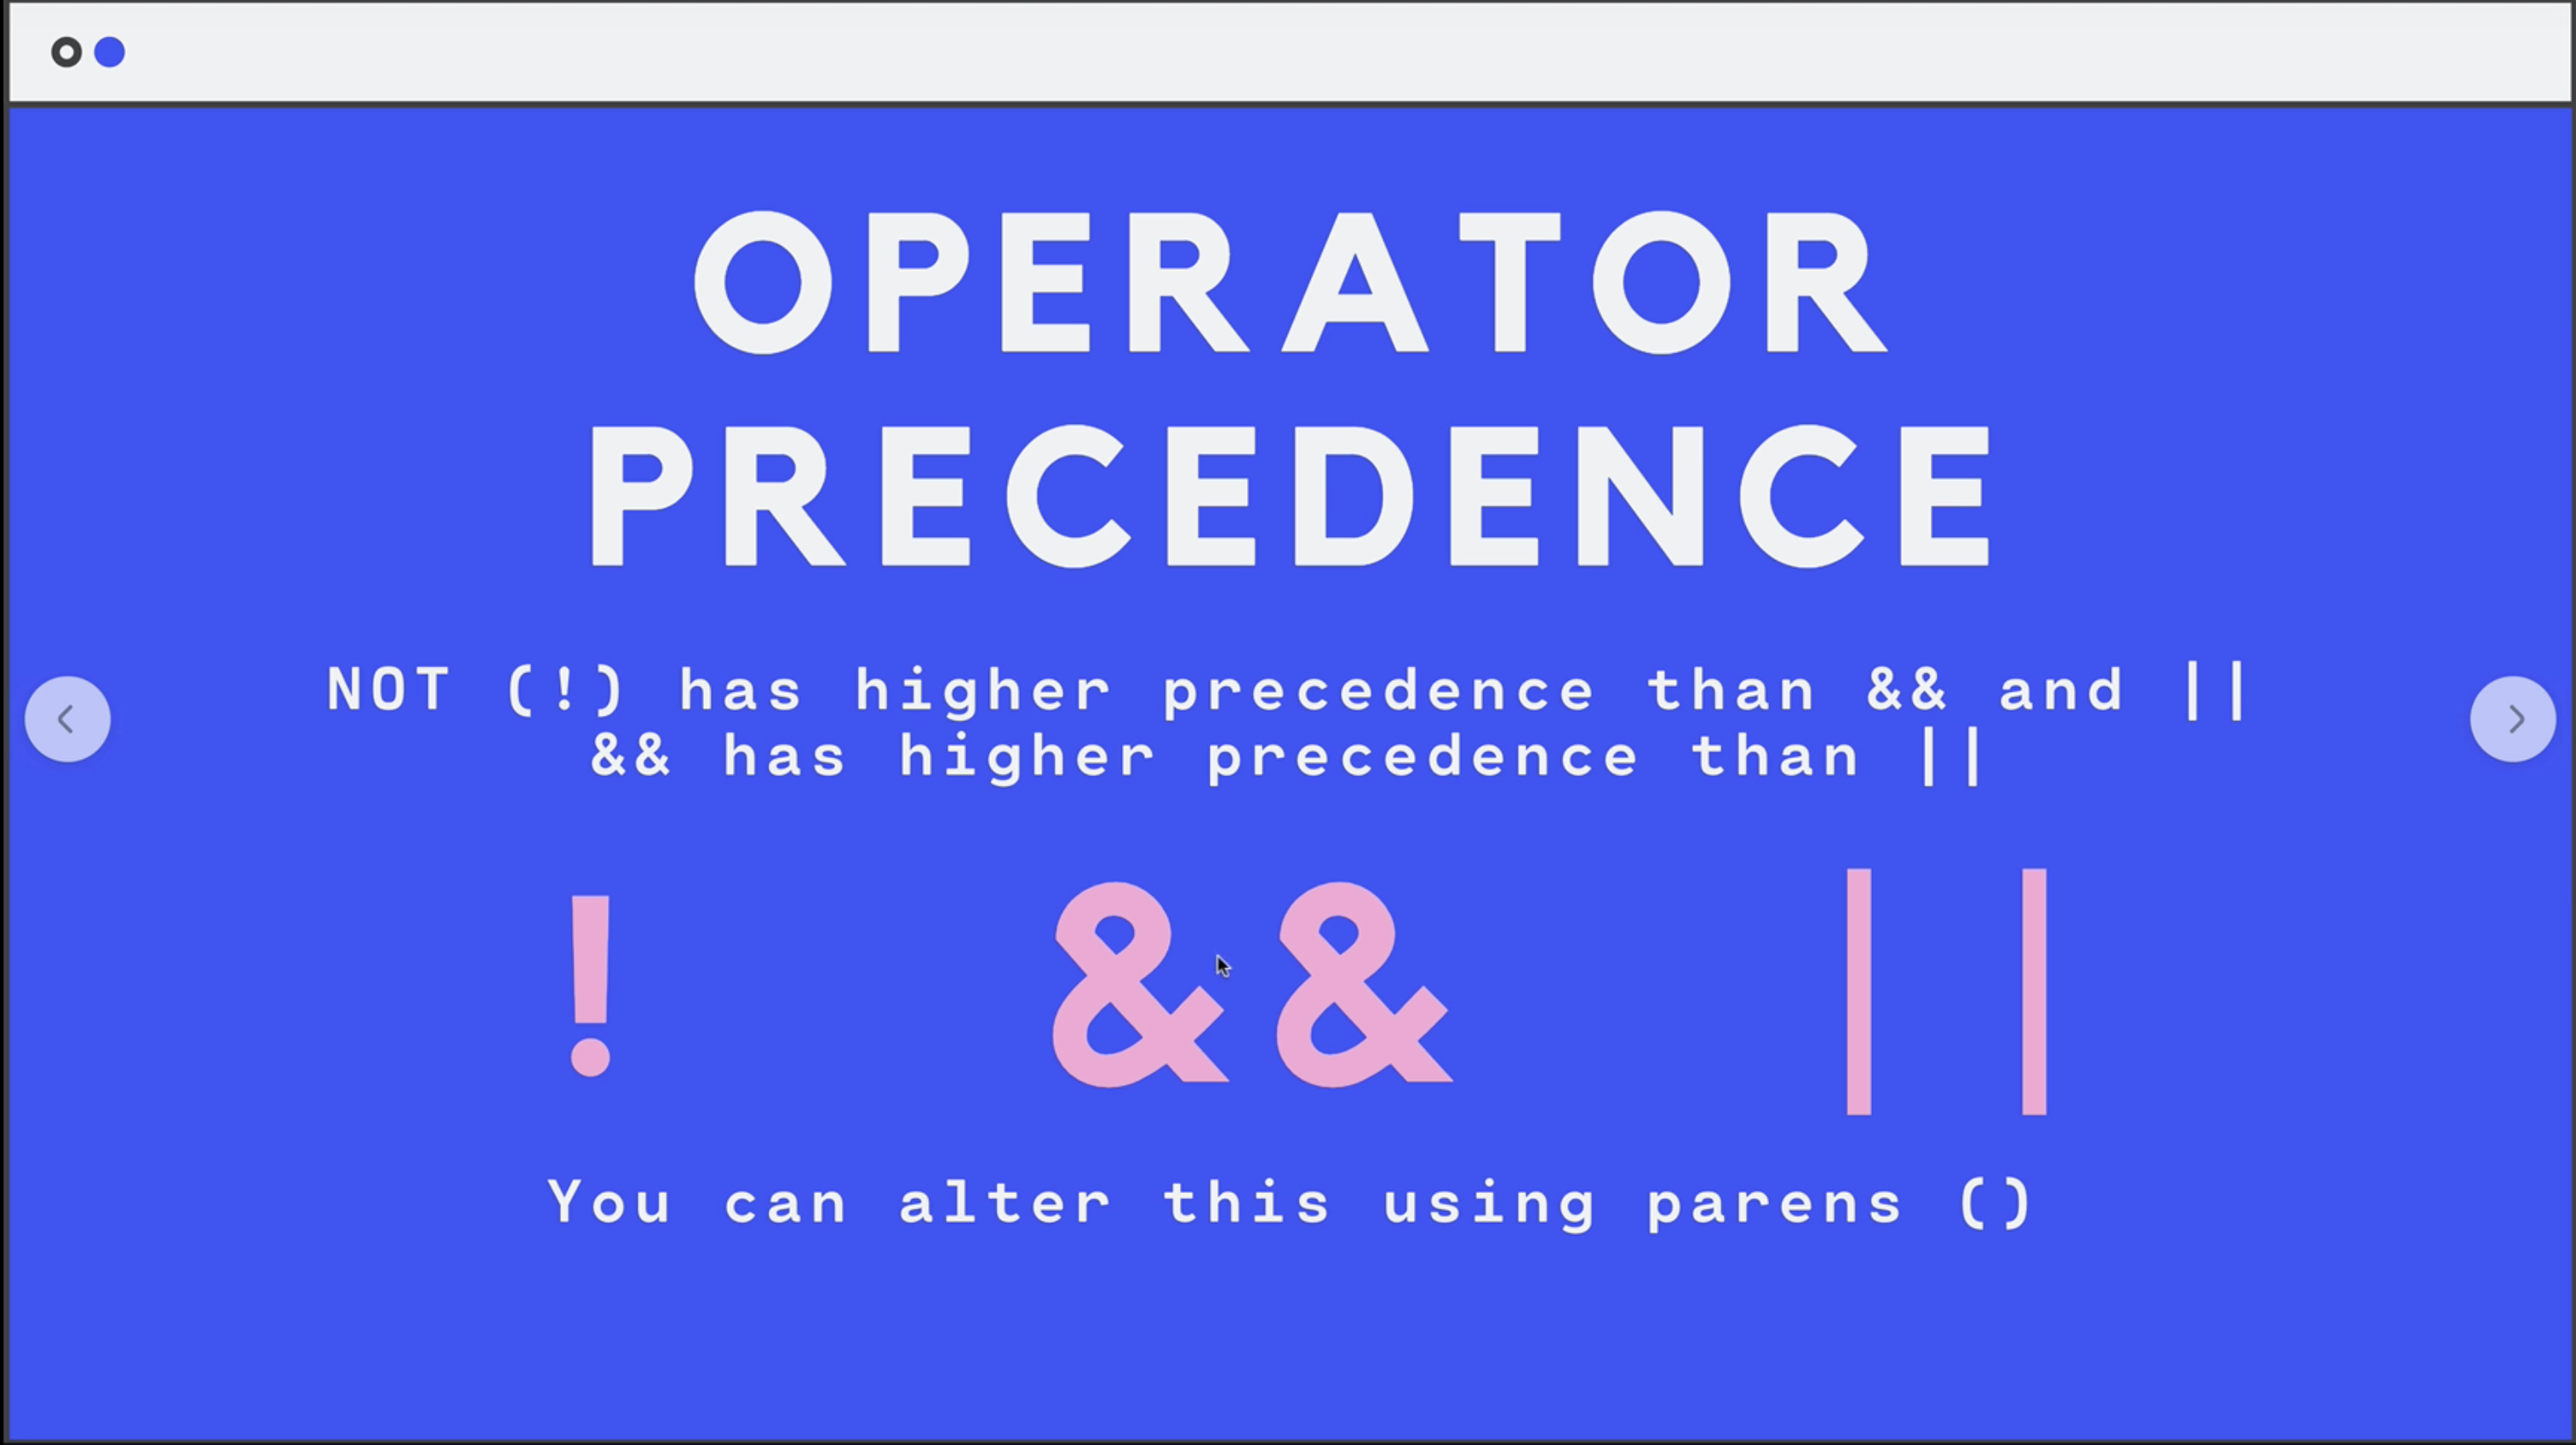 OPERATOR
PRECEDENCE
NOT (!) has higher precedence than && and ||
&& has higher precedence than ||
! && ||
You can alter this using parens ()